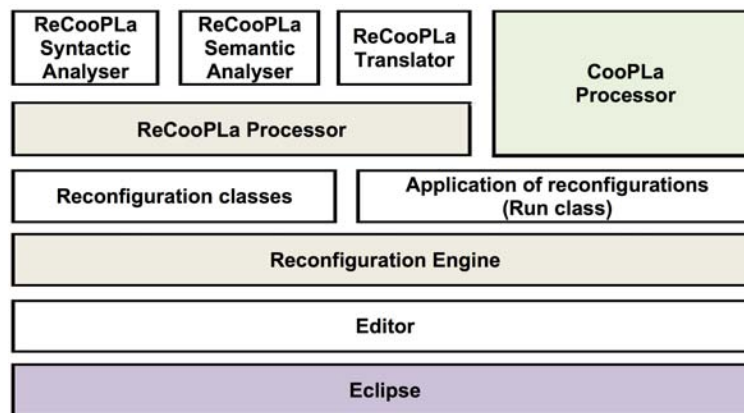 ReCooPLa
Syntactic
Analyser
ReCooPLa
Semantic
Analyser
ReCooPLa
Translator
CooPLa
Processor
ReCooPLa Processor
Reconfiguration classes
Application of reconfigurations
(Run class)
Reconfiguration Engine
Editor
Eclipse